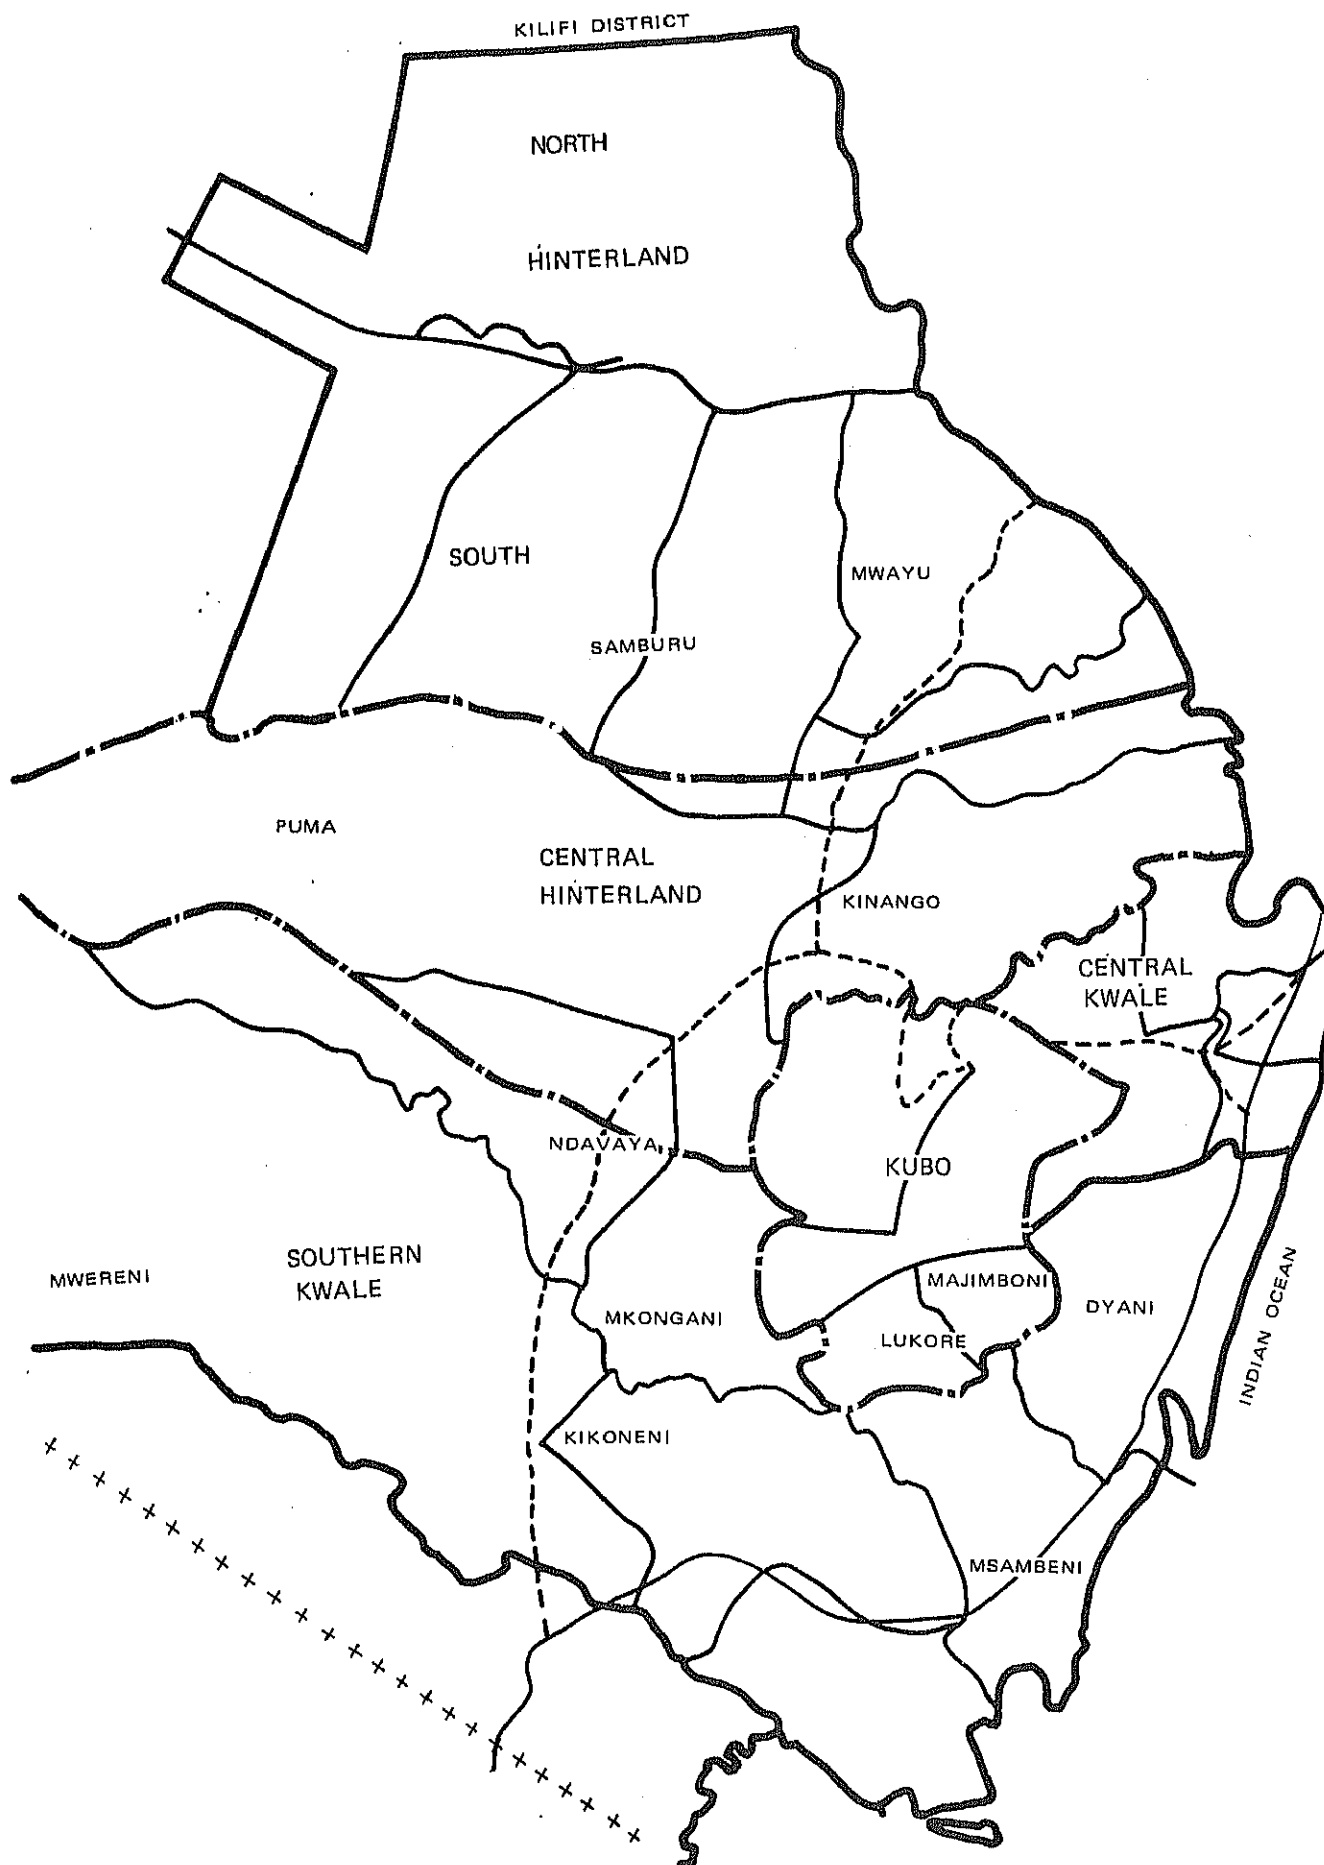 KILIFI DISTRICT
NORTH
HINTERLAND
SOUTH
MWAYU
SAMBURU
PUMA
CENTRAL
HINTERLAND
KINANGO
CENTRAL
KWALE
NDAVAYA
KUBO
SOUTHERN
KWALE
MWERENI
MAJIMBONI
DYANI
MKONGANI
LUKORE
INDIAN OCEAN
KIKONENI
MSAMBENI